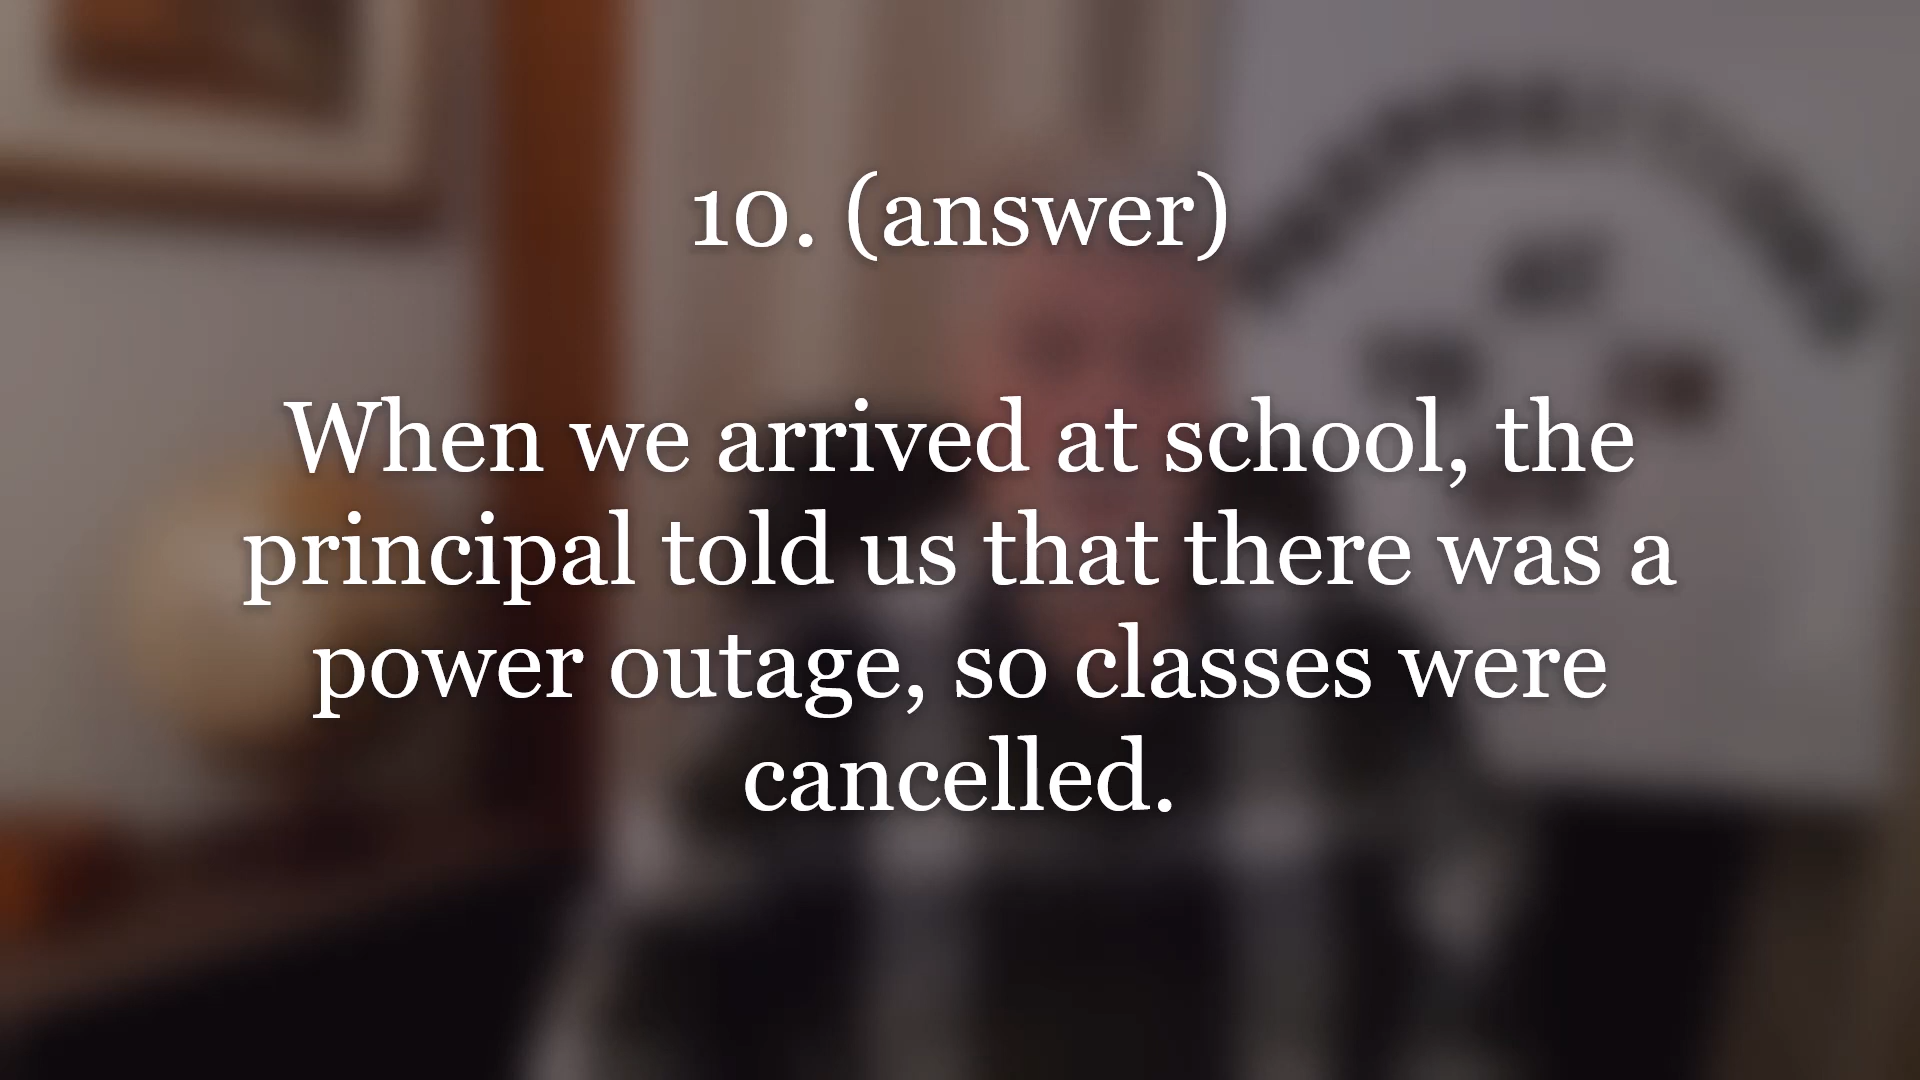 10. (answer)
When we arrived at school, the
principal told us that there was a
power outage, so classes were
cancelled.